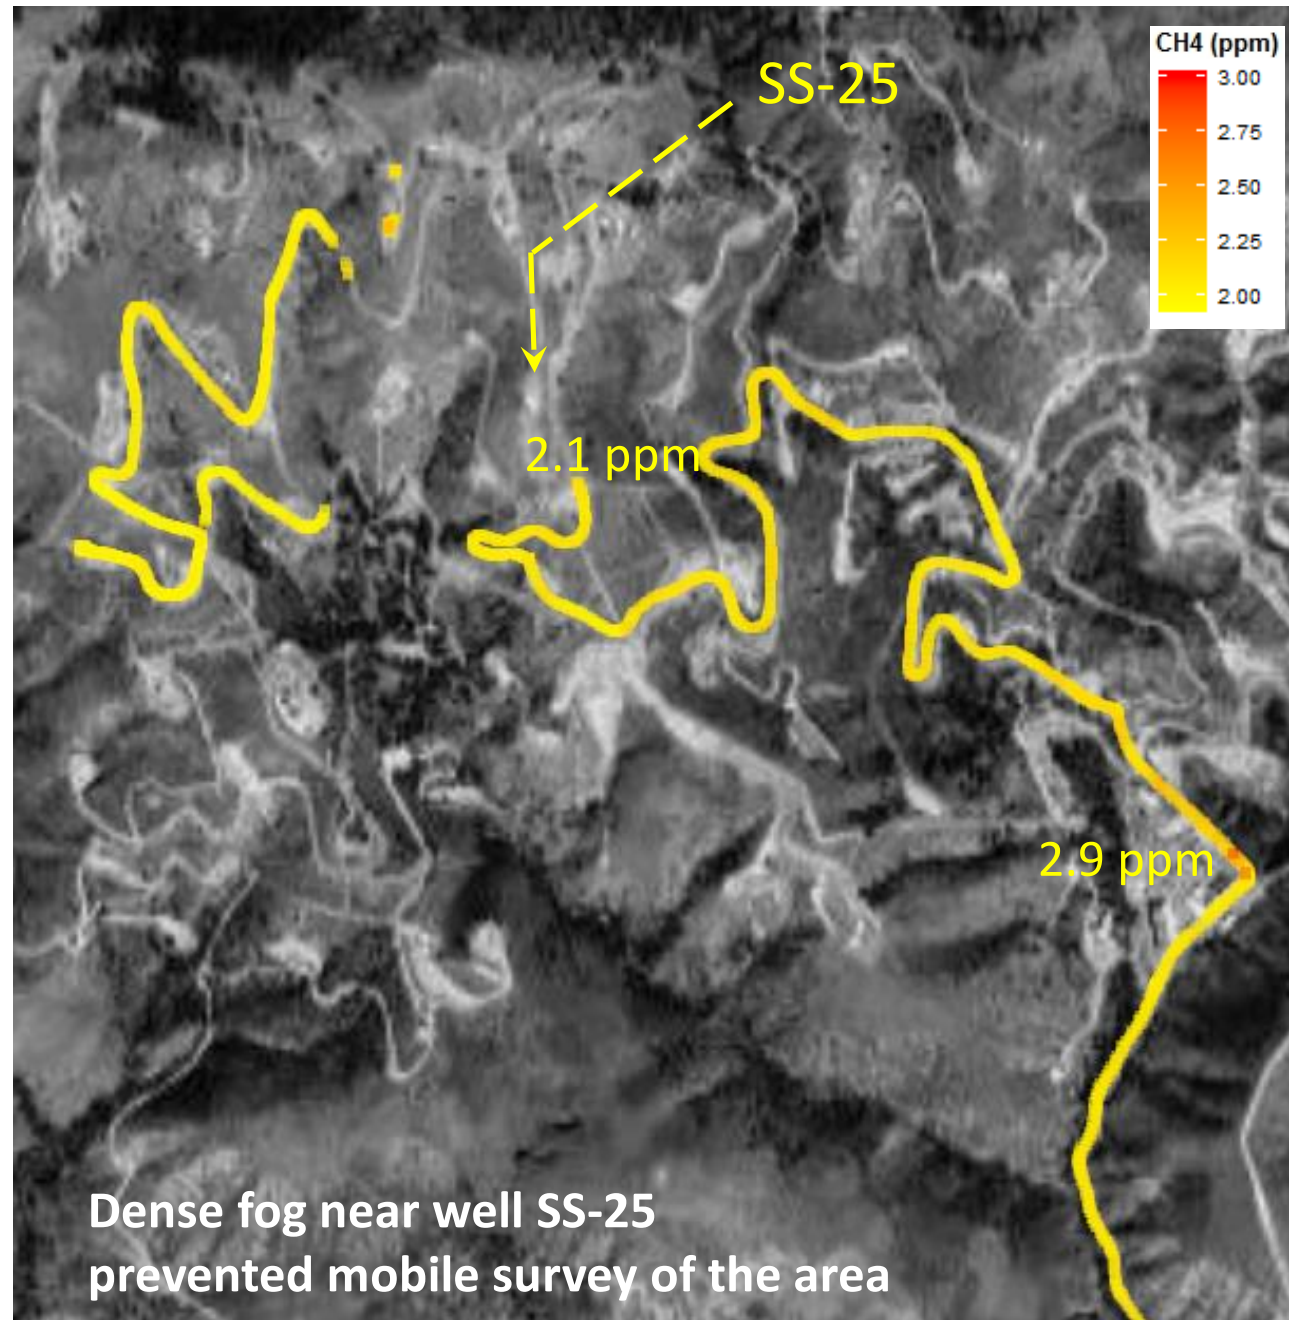 SS-25
CH4 (ppm)
3.00
2.75
2.50
2.25
2.00
2.1 ppm
2.9 ppm
Dense fog near well SS-25
prevented mobile survey of the area